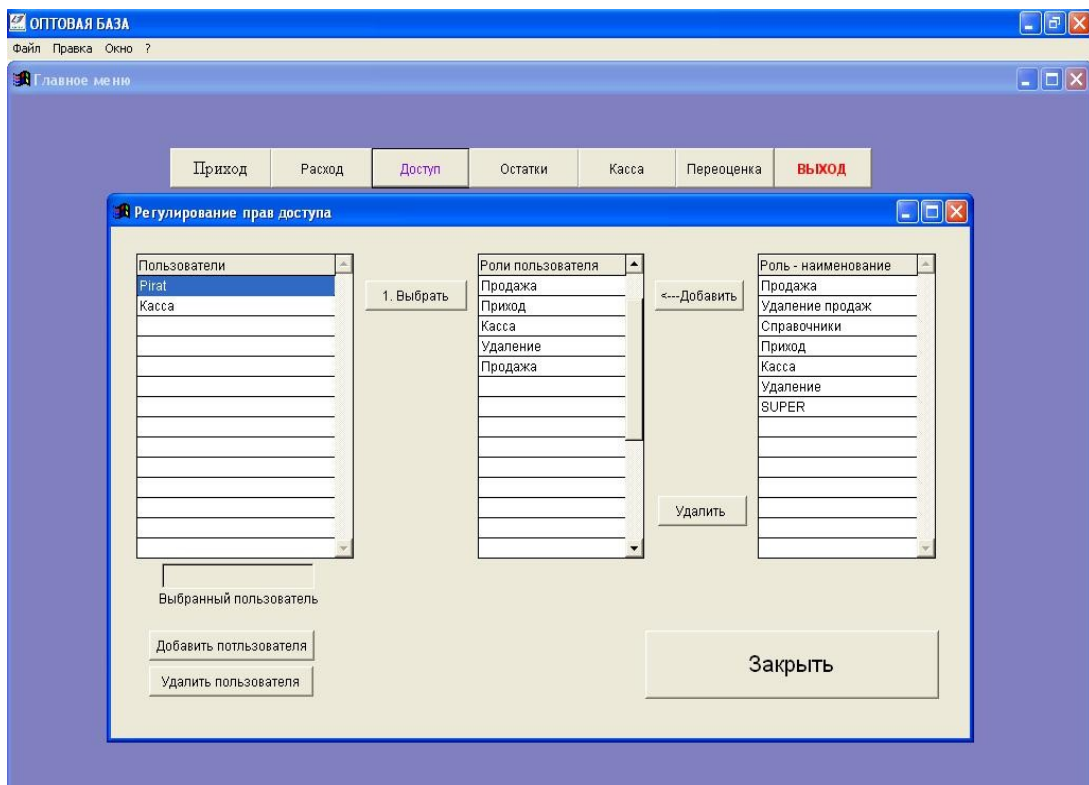 ОПТОВАЯ БАЗА
Файл Правка Окно ?
Главное меню
Приход Расход Доступ Остатки Касса Переоценка ВЫХОД
Регулирование прав доступа
Пользователи
Pirat
Касса
1. Выбрать
Роли пользователя
Продажа
Приход
Касса
Удаление
Продажа
<---Добавить
Удалить
Роль - наименование
Продажа
Удаление продаж
Справочники
Приход
Касса
Удаление
SUPER
Выбранный пользователь
Добавить потльзователя
Удалить пользователя
Закрыть